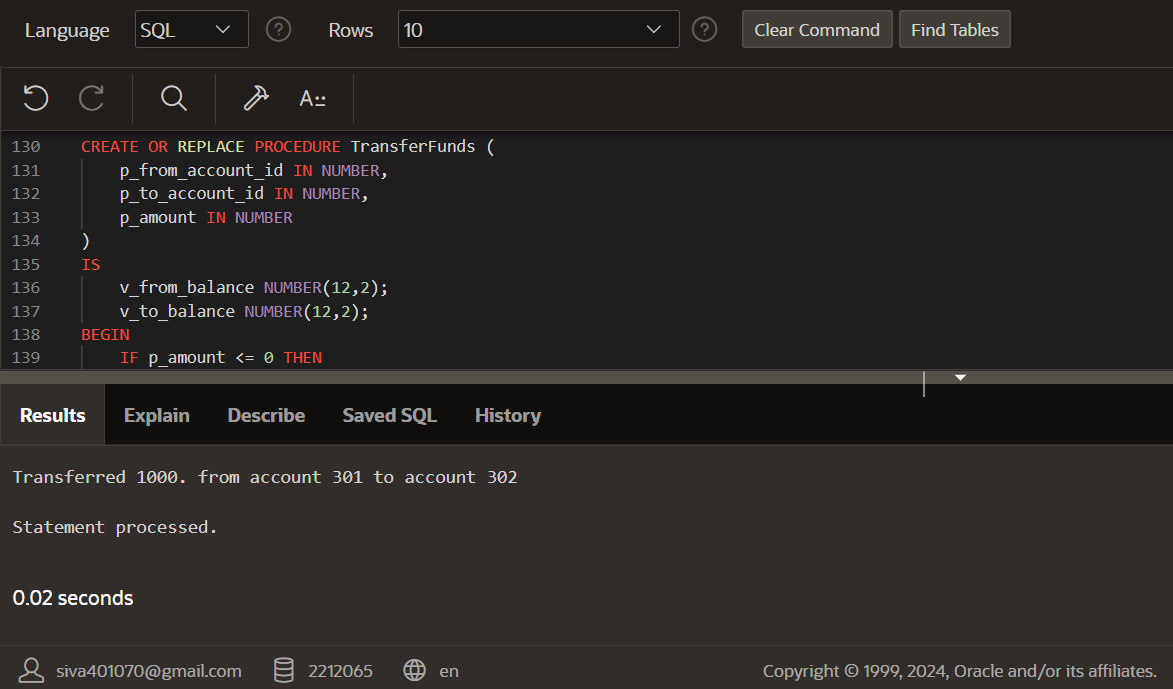 Language SQL Rows 10 Clear Command Find Tables
A
130 CREATE OR REPLACE PROCEDURE TransferFunds (
131 p_from_account_id IN NUMBER,
132 p_to_account_id IN NUMBER,
133 p_amount IN NUMBER
134 )
135 IS
136 v_from_balance NUMBER(12,2);
137 v_to_balance NUMBER(12,2);
138 BEGIN
139 IF p_amount <= 0 THEN
Results Explain Describe Saved SQL History
Transferred 1000. from account 301 to account 302
Statement processed.
0.02 seconds
siva401070@gmail.com 2212065 en Copyright © 1999, 2024, Oracle and/or its affiliates.